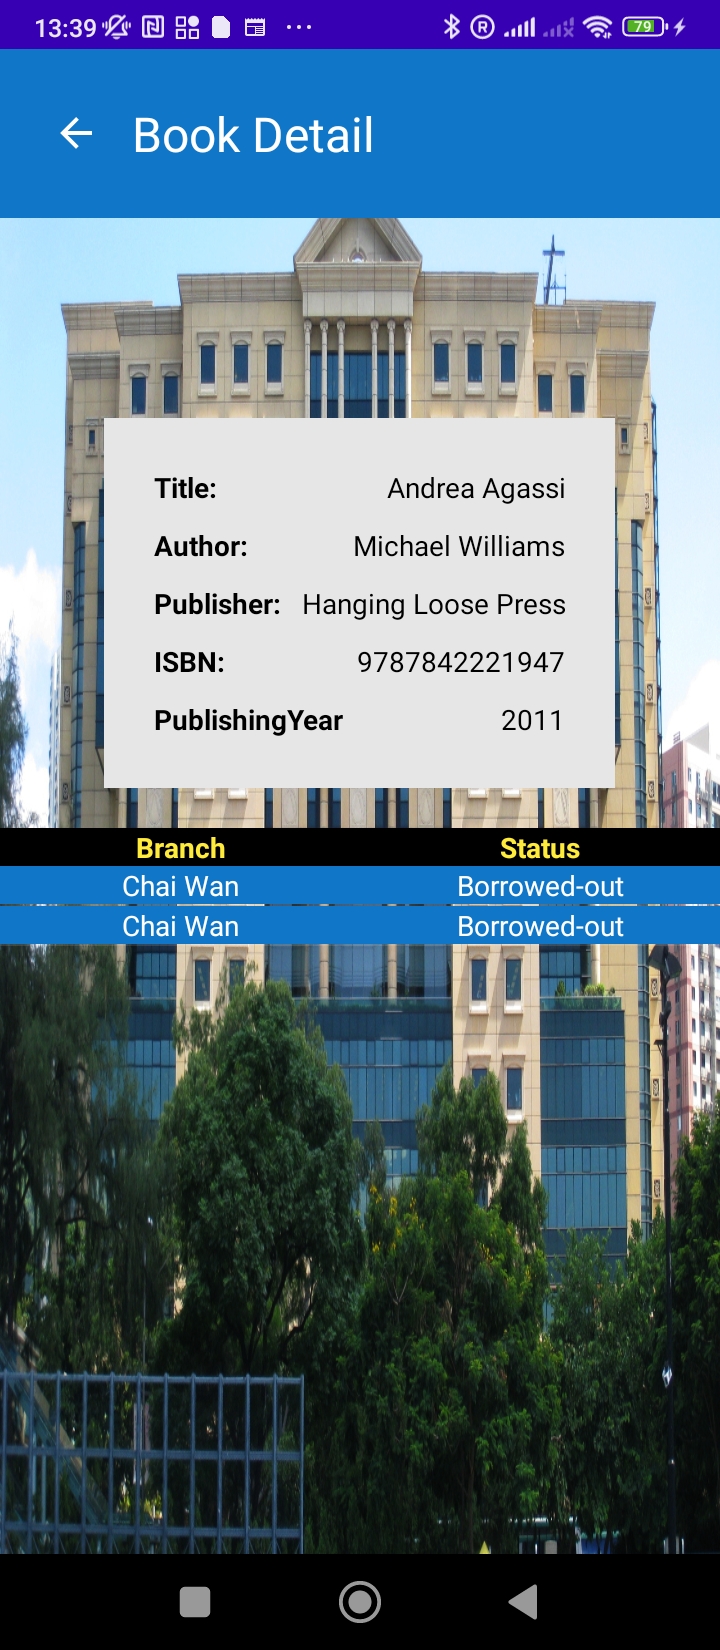 13:39 79
Book Detail
Title: Andrea Agassi
Author: Michael Williams
Publisher: Hanging Loose Press
ISBN: 9787842221947
PublishingYear 2011
Branch Status
Chai Wan Borrowed-out
Chai Wan Borrowed-out